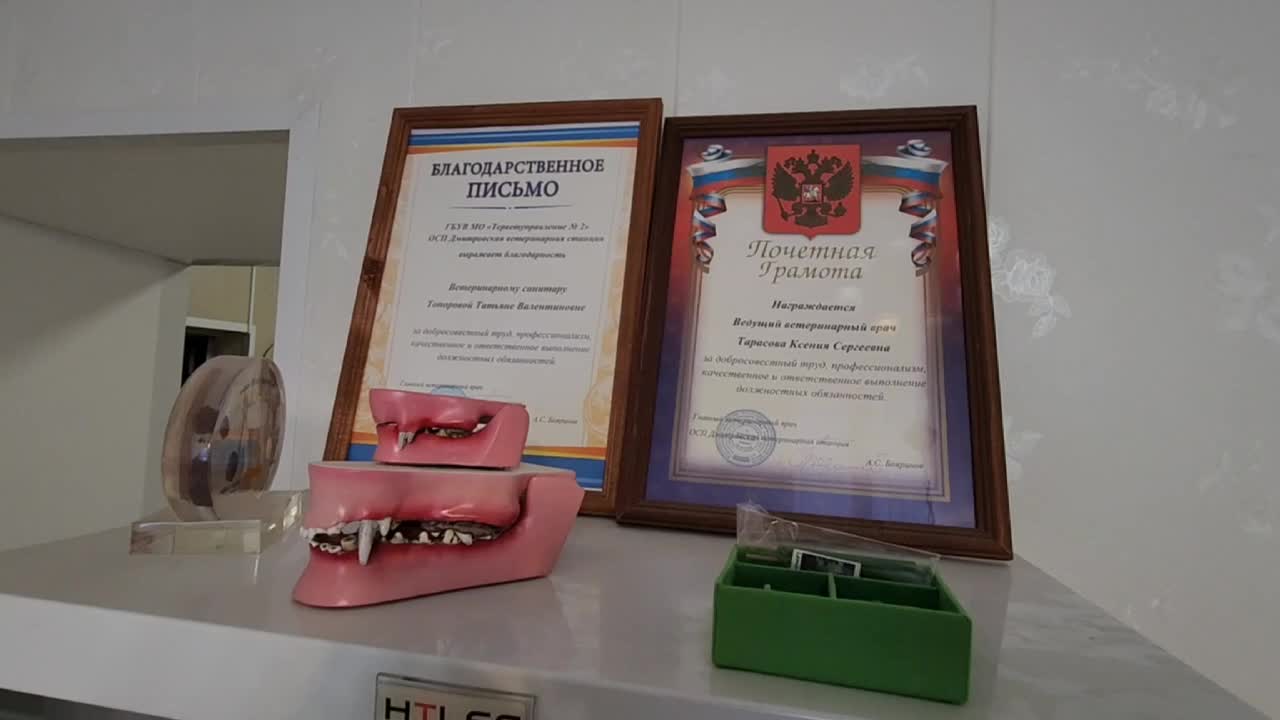 БЛАГОДАРСТВЕННОЕ
ПИСЬМО
ГБУВ МО «Терветуправление № 2»
ОСП Дмитровская ветеринарная станция
выражает благодарность
Ветеринарному санитару
Топоровой Татьяне Валентиновне
за добросовестный труд, профессионализм,
качественное и ответственное выполнение
должностных обязанностей.
Главный ветеринарный врач
А.С. Бояринов
Почетная
Грамота
Награждается
Ведущий ветеринарный врач
Тарасова Ксения Сергеевна
за добросовестный труд, профессионализм,
качественное и ответственное выполнение
должностных обязанностей.
Главный ветеринарный врач
ОСП Дмитровская ветеринарная станция
А.С. Бояринов